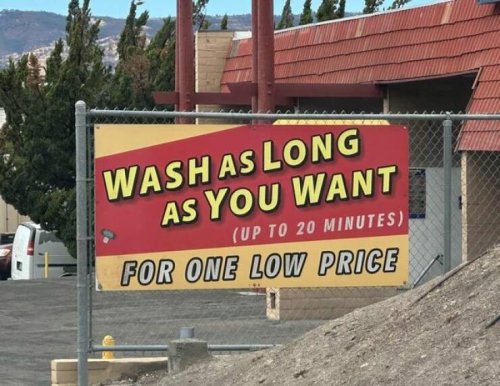 WASH AS LONG
AS YOU WANT
(UP TO 20 MINUTES)
FOR ONE LOW PRICE